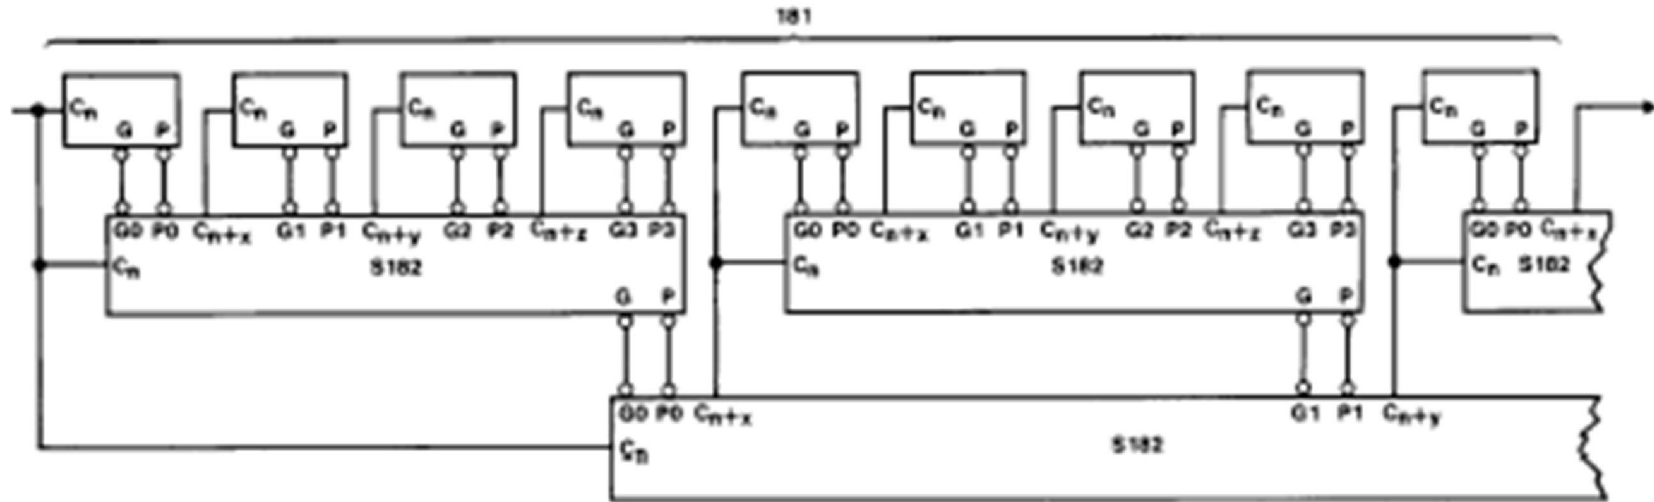 181
Cn Cn Cn Cn Cn Cn Cn Cn Cn
G P G P G P G P G P G P G P G P G P
G0 P0 Cn+x G1 P1 Cn+y G2 P2 Cn+z G3 P3 G0 P0 Cn+x G1 P1 Cn+y G2 P2 Cn+z G3 P3 G0 P0 Cn+x
Cn S182 Cn S182 Cn S182
G P G P
G0 P0 Cn+x G1 P1 Cn+y
Cn S182